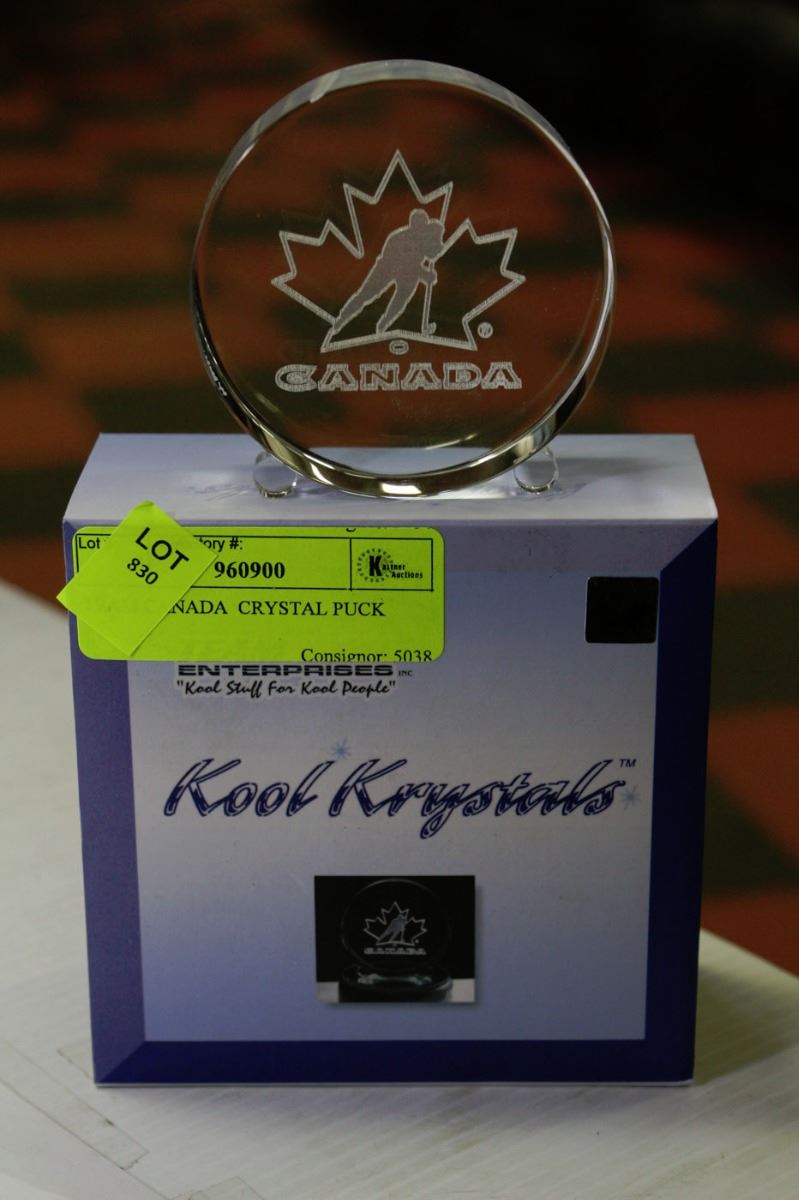 ®
CANADA
Lot
tory #:
LOT
830
960900
Kastner
Auctions
NADA CRYSTAL PUCK
Consignor: 5038
ENTERPRISES INC
"Kool Stuff For Kool People"
Kool Krystals™
CANADA